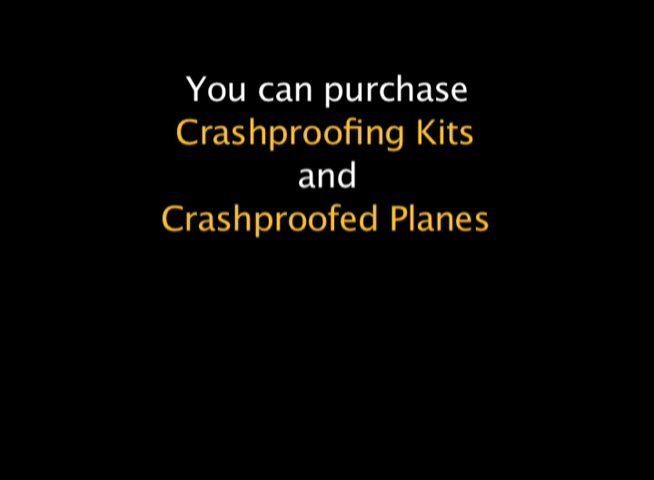 You can purchase
Crashproofing Kits
and
Crashproofed Planes